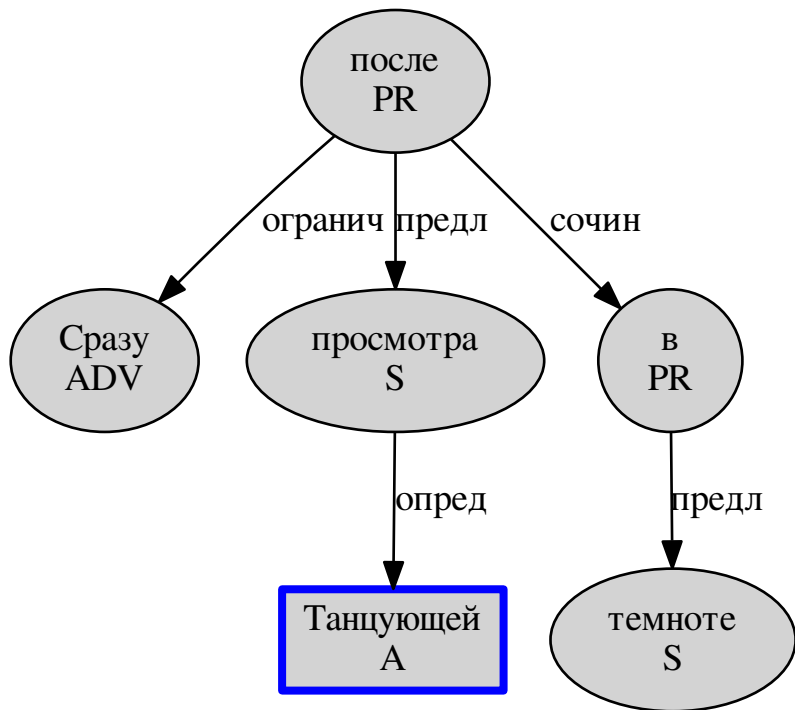 после
PR
огранич
предл
сочин
Сразу
ADV
просмотра
S
в
PR
опред
предл
Танцующей
A
темноте
S